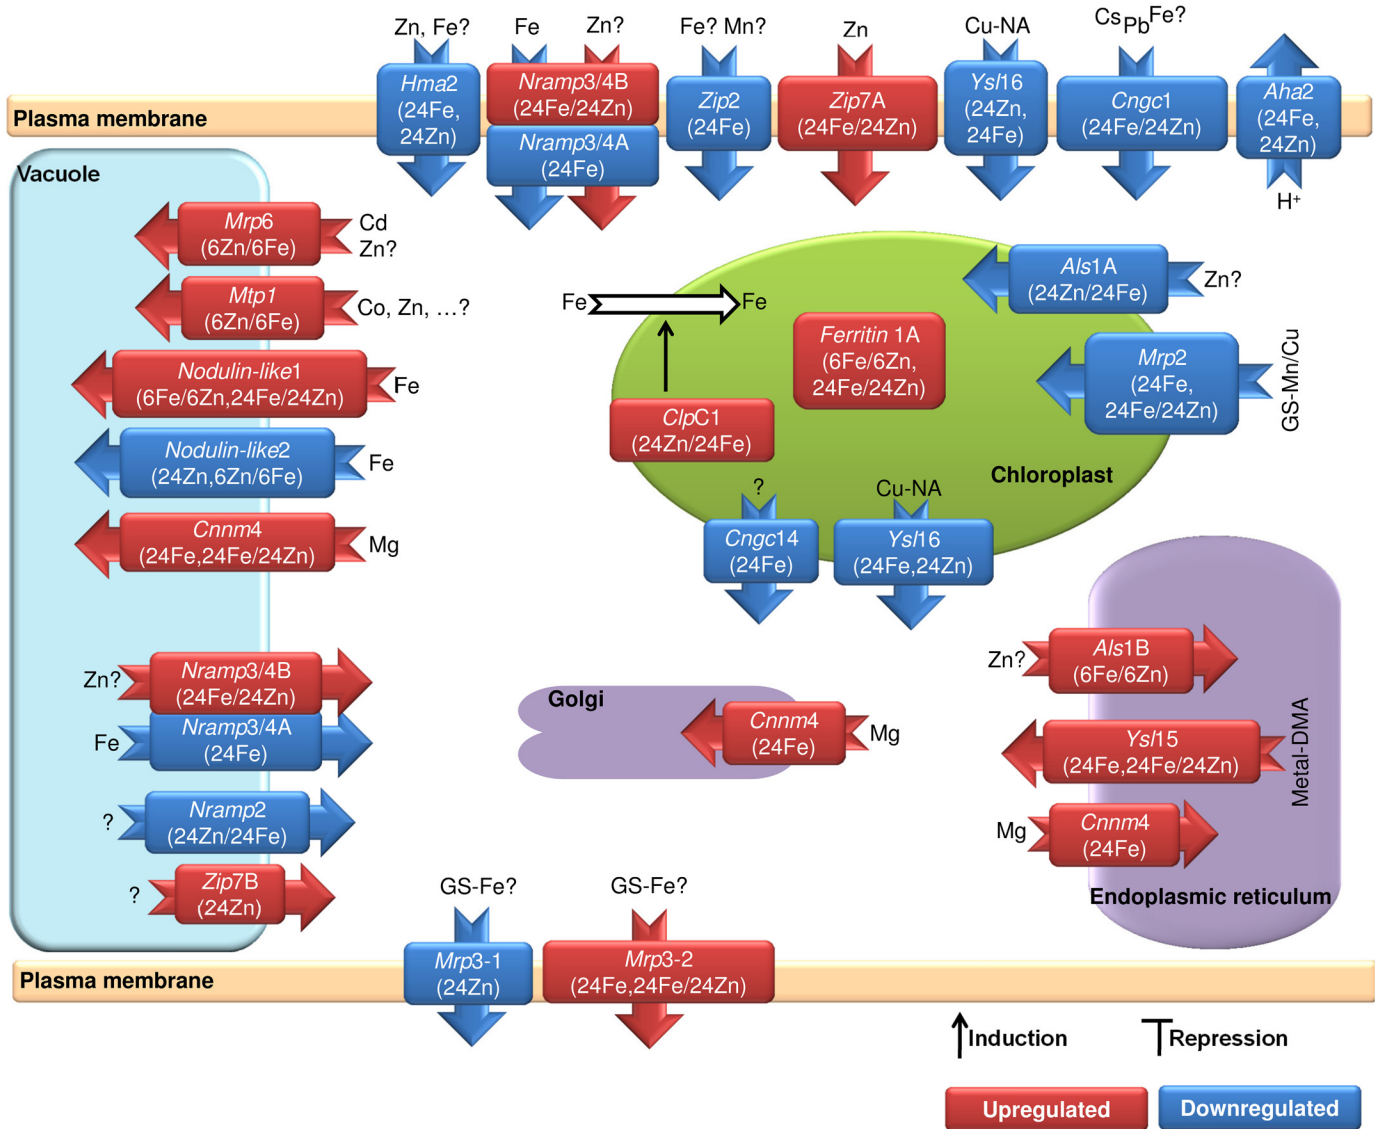 Zn, Fe?
Fe
Zn?
Fe? Mn?
Zn
Cu-NA
Cs Pb Fe?
Hma2
(24Fe,
24Zn)
Nramp3/4B
(24Fe/24Zn)
Nramp3/4A
(24Fe)
Zip2
(24Fe)
Zip7A
(24Fe/24Zn)
Ysl16
(24Zn,
24Fe)
Cngc1
(24Fe/24Zn)
Aha2
(24Fe,
24Zn)
H+
Plasma membrane
Vacuole
Mrp6
(6Zn/6Fe)
Cd
Zn?
Mtp1
(6Zn/6Fe)
Co, Zn, …?
Nodulin-like1
(6Fe/6Zn,24Fe/24Zn)
Fe
Nodulin-like2
(24Zn,6Zn/6Fe)
Fe
Cnnm4
(24Fe,24Fe/24Zn)
Mg
Zn?
Nramp3/4B
(24Fe/24Zn)
Fe
Nramp3/4A
(24Fe)
?
Nramp2
(24Zn/24Fe)
?
Zip7B
(24Zn)
Fe
Fe
Ferritin 1A
(6Fe/6Zn,
24Fe/24Zn)
ClpC1
(24Zn/24Fe)
Als1A
(24Zn/24Fe)
Zn?
Mrp2
(24Fe,
24Fe/24Zn)
GS-Mn/Cu
Chloroplast
?
Cngc14
(24Fe)
Cu-NA
Ysl16
(24Fe,24Zn)
Golgi
Cnnm4
(24Fe)
Mg
Zn?
Als1B
(6Fe/6Zn)
Ysl15
(24Fe,24Fe/24Zn)
Metal-DMA
Mg
Cnnm4
(24Fe)
Endoplasmic reticulum
GS-Fe?
GS-Fe?
Mrp3-1
(24Zn)
Mrp3-2
(24Fe,24Fe/24Zn)
Plasma membrane
Induction
Repression
Upregulated
Downregulated